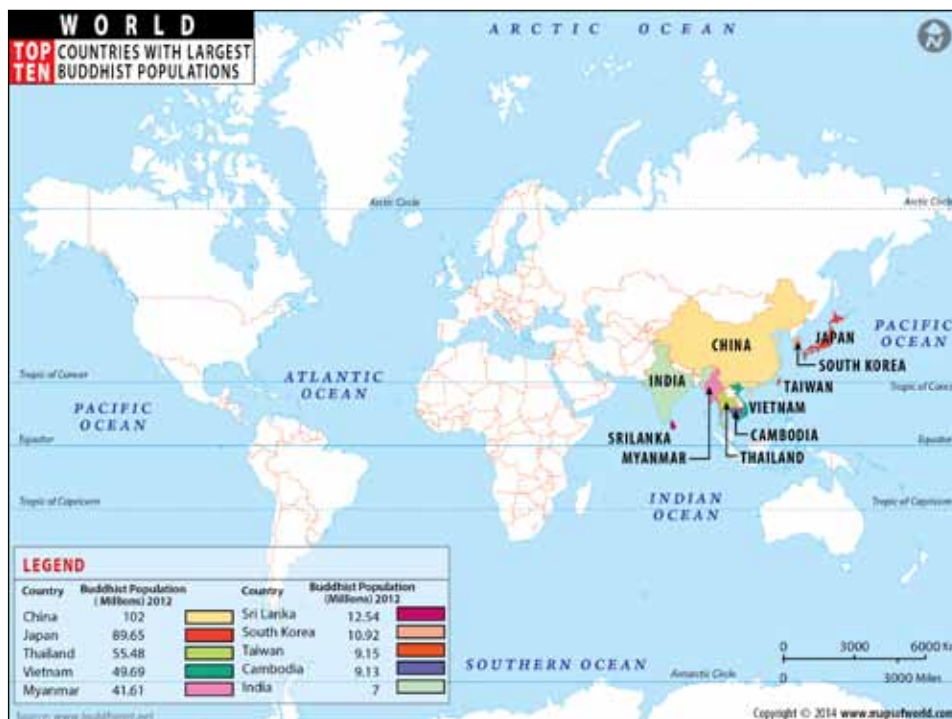 WORLD
TOP TEN COUNTRIES WITH LARGEST
BUDDHIST POPULATIONS
ARCTIC OCEAN
N
Arctic Circle
Arctic Circle
JAPAN
PACIFIC
OCEAN
CHINA
SOUTH KOREA
Tropic of Cancer
ATLANTIC
OCEAN
INDIA
TAIWAN
Tropic of Cance
PACIFIC
OCEAN
VIETNAM
SRILANKA
CAMBODIA
Equator
Equator
MYANMAR
THAILAND
Tropic of Capricorn
INDIAN
OCEAN
Tropic of Capricorn
LEGEND
Country Buddhist Population (Millions) 2012 Country Buddhist Population (Millions) 2012
China 102 Sri Lanka 12.54
Japan 89.65 South Korea 10.92
Thailand 55.48 Taiwan 9.15
Vietnam 49.69 Cambodia 9.13
Myanmar 41.61 India 7
0 3000 6000
0 3000 Miles
SOUTHERN OCEAN
Antarctic Circle
Source: www.buddhanet.net
Copyright © 2014 www.mapsofworld.com